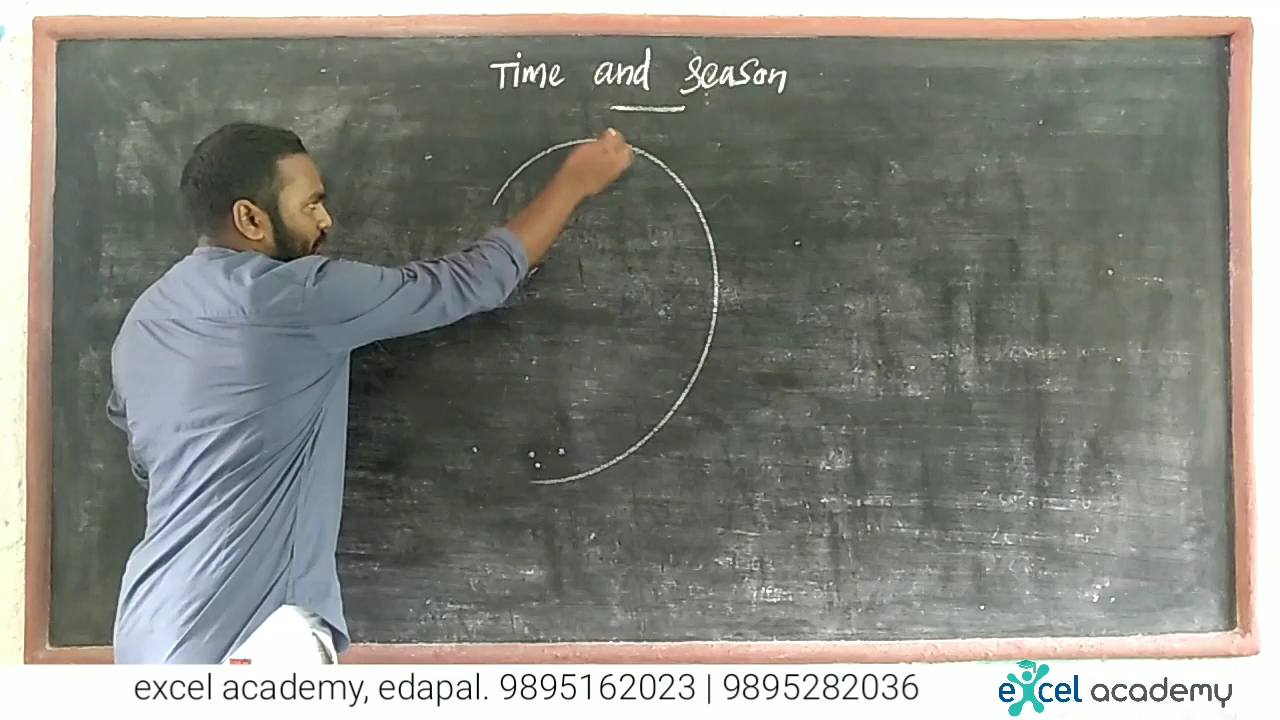 Time and season
excel academy, edapal. 9895162023 | 9895282036
excel academy